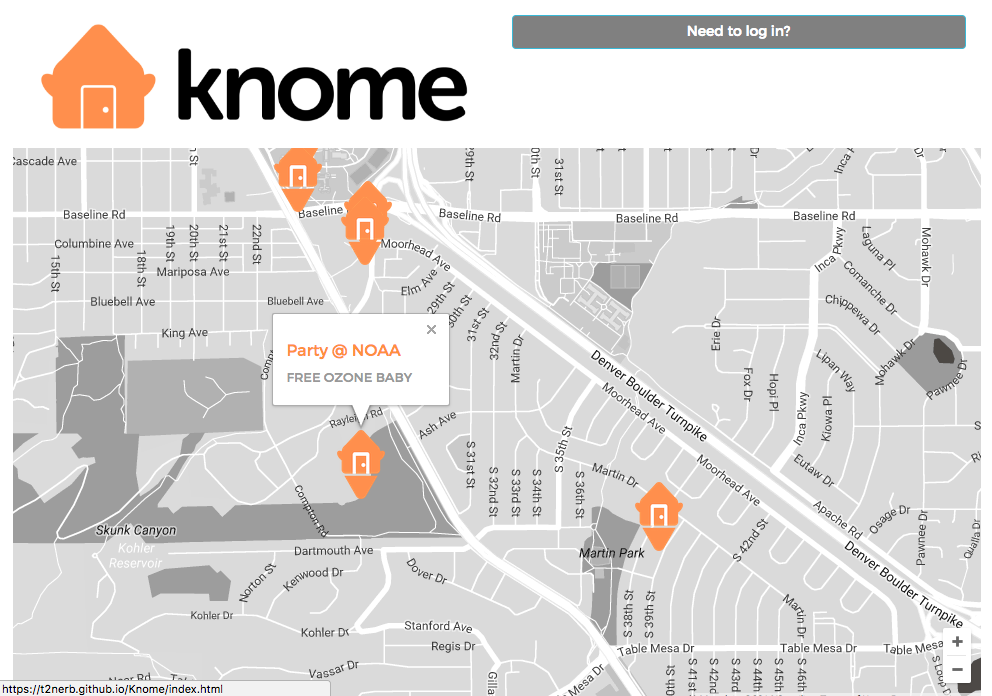 Need to log in?
knome
Cascade Ave
St
29th St
30th St
31st St
Dr
Inca Pkwy
Dr
Baseline Rd
Baseline
Baseline Rd
Baseline Rd
Baseline Rd
Columbine Ave
15th St
18th St
19th St
20th St
21st St
22nd St
Mariposa Ave
Bluebell Ave
Bluebell Ave
King Ave
Moorhead Ave
Elm Ave
29th St
30th St
31st St
32nd St
Martin Dr
Inca Pkwy
Laguna Pl
Comanche Dr
Mohawk Dr
Chippewa Dr
Erie Dr
Lipan Way
Mohawk Dr
Pawnee Dr
Fox Dr
Hopi Pl
Inca Pkwy
Kiowa Pl
Denver Boulder Turnpike
Moorhead Ave
Party @ NOAA
FREE OZONE BABY
Ash Ave
S 31st St
S 32nd St
S 33rd St
S 34th St
S 35th St
S 36th St
Martin Dr
Moorhead Ave
Eutaw Dr
Apache Rd
Osage Dr
Pawnee Dr
Qualla Dr
Compton Rd
Skunk Canyon
Kohler
Reservoir
Dartmouth Ave
Martin Park
S 42nd St
Denver Boulder Turnpike
Norton St
Kenwood Dr
Dover Dr
Kohler Dr
Kohler Dr
Stanford Ave
Regis Dr
S 38th St
S 39th St
Martin Dr
Table Mesa Dr
Table Mesa Dr
Table Mesa
Vassar Dr
S 41st St
S 42nd St
S 43rd St
S 44th St
S 45th St
S 46th St
S Loop Dr
+
−
https://t2nerb.github.io/Knome/index.html